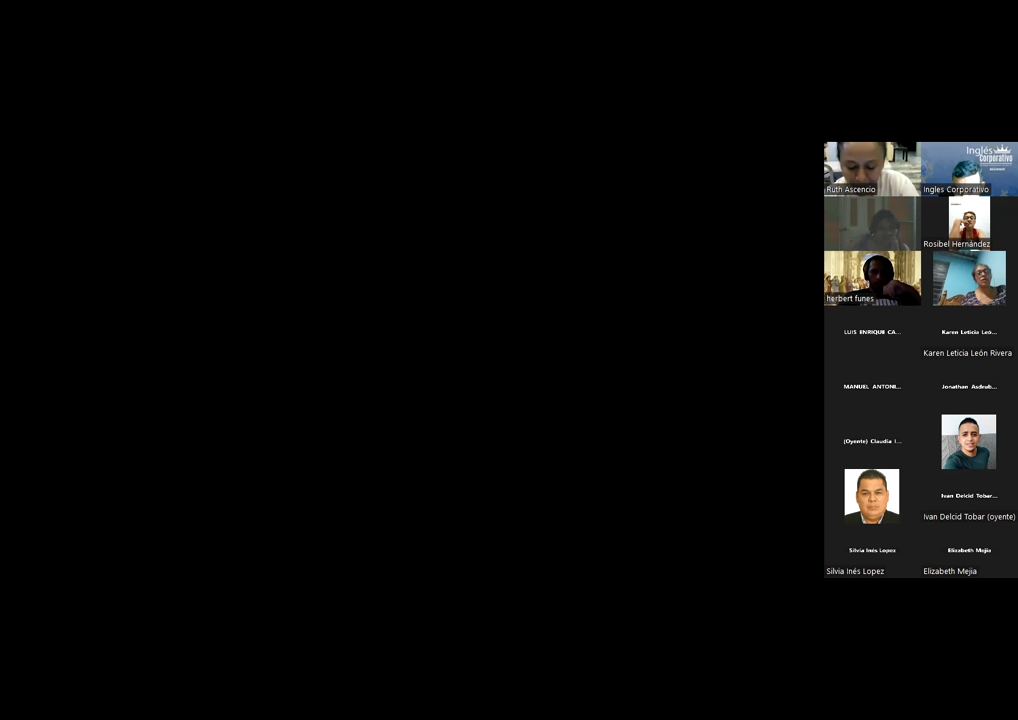 Inglés
Corporativo
Ruth Ascencio
Ingles Corporativo
Rosibel Hernández
herbert funes
LUIS ENRIQUE CA...
Karen Leticia Leó...
Karen Leticia León Rivera
MANUEL ANTONI...
Jonathan Asdrub...
(Oyente) Claudia I...
Ivan Delcid Tobar...
Ivan Delcid Tobar (oyente)
Silvia Inés Lopez
Elizabeth Mejia
Silvia Inés Lopez
Elizabeth Mejia